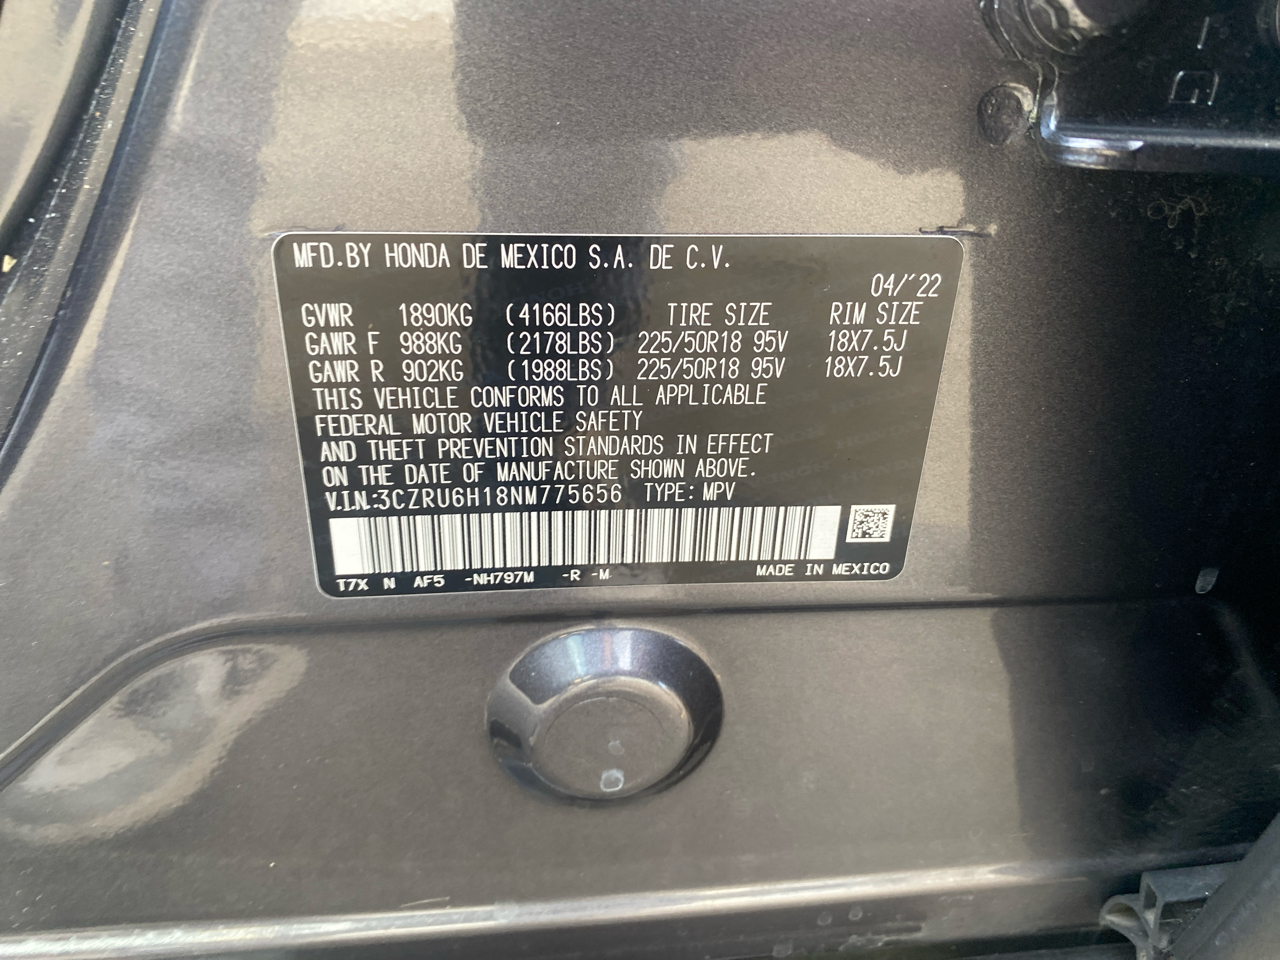 MFD.BY HONDA DE MEXICO S.A. DE C.V.
04/'22
GVWR 1890KG (4166LBS) TIRE SIZE RIM SIZE
GAWR F 988KG (2178LBS) 225/50R18 95V 18X7.5J
GAWR R 902KG (1988LBS) 225/50R18 95V 18X7.5J
THIS VEHICLE CONFORMS TO ALL APPLICABLE
FEDERAL MOTOR VEHICLE SAFETY
AND THEFT PREVENTION STANDARDS IN EFFECT
ON THE DATE OF MANUFACTURE SHOWN ABOVE.
V.I.N.:3CZRU6H18NM775656 TYPE: MPV
T7X N AF5 -NH797M -R -M MADE IN MEXICO